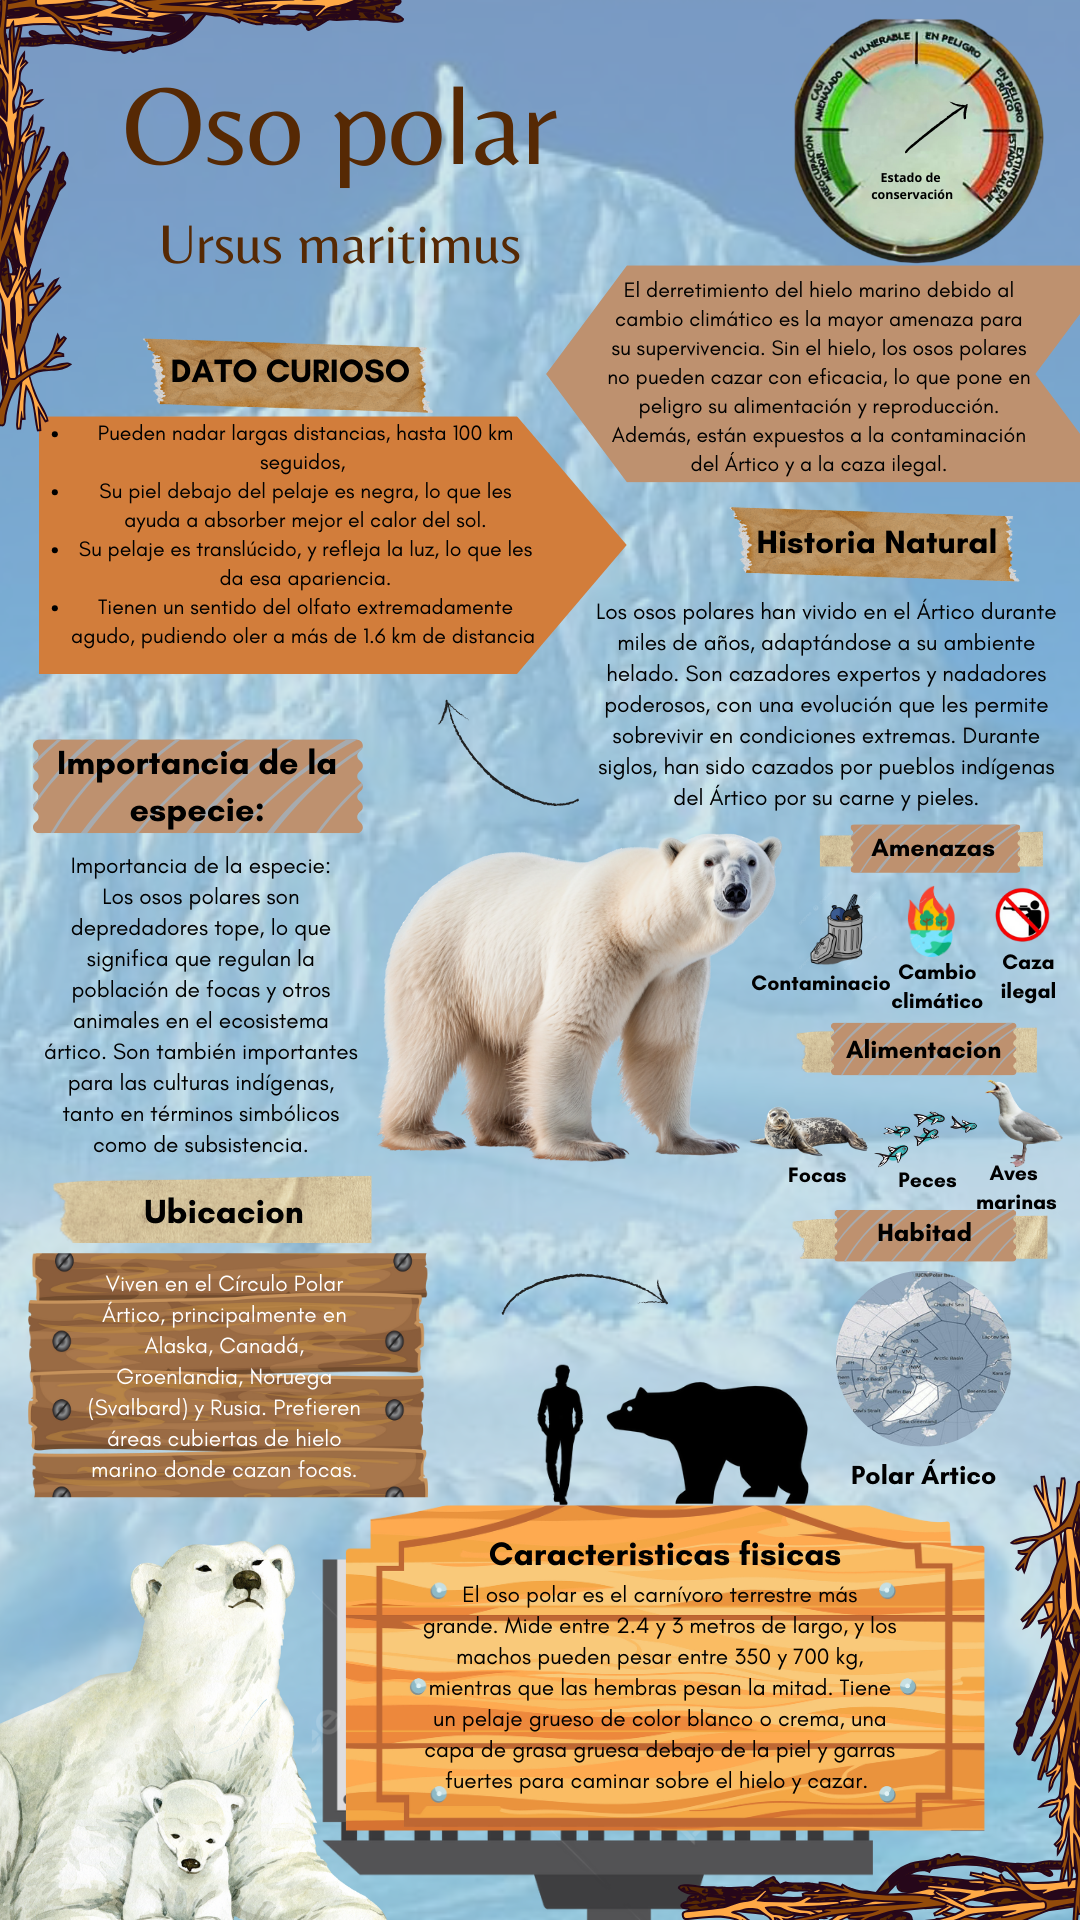 Oso polar
Ursus maritimus
PREOCUPACIÓN
MENOR
CASI
AMENAZADO
VULNERABLE
EN PELIGRO
EN PELIGRO
CRÍTICO
EXTINTO EN
ESTADO SALVAJE
Estado de
conservación
El derretimiento del hielo marino debido al
cambio climático es la mayor amenaza para
su supervivencia. Sin el hielo, los osos polares
no pueden cazar con eficacia, lo que pone en
peligro su alimentación y reproducción.
Además, están expuestos a la contaminación
del Ártico y a la caza ilegal.
DATO CURIOSO
• Pueden nadar largas distancias, hasta 100 km
seguidos,
• Su piel debajo del pelaje es negra, lo que les
ayuda a absorber mejor el calor del sol.
• Su pelaje es translúcido, y refleja la luz, lo que les
da esa apariencia.
• Tienen un sentido del olfato extremadamente
agudo, pudiendo oler a más de 1.6 km de distancia
Historia Natural
Los osos polares han vivido en el Ártico durante
miles de años, adaptándose a su ambiente
helado. Son cazadores expertos y nadadores
poderosos, con una evolución que les permite
sobrevivir en condiciones extremas. Durante
siglos, han sido cazados por pueblos indígenas
del Ártico por su carne y pieles.
Importancia de la
especie:
Importancia de la especie:
Los osos polares son
depredadores tope, lo que
significa que regulan la
población de focas y otros
animales en el ecosistema
ártico. Son también importantes
para las culturas indígenas,
tanto en términos simbólicos
como de subsistencia.
Amenazas
Contaminacio
Cambio
climático
Caza
ilegal
Alimentacion
Focas
Peces
Aves
marinas
Habitad
Arctic Basin
Laptev Sea
Barents Sea
Baffin Bay
Davis Strait
East Greenland
Polar Ártico
Ubicacion
Viven en el Círculo Polar
Ártico, principalmente en
Alaska, Canadá,
Groenlandia, Noruega
(Svalbard) y Rusia. Prefieren
áreas cubiertas de hielo
marino donde cazan focas.
Caracteristicas fisicas
El oso polar es el carnívoro terrestre más
grande. Mide entre 2.4 y 3 metros de largo, y los
machos pueden pesar entre 350 y 700 kg,
mientras que las hembras pesan la mitad. Tiene
un pelaje grueso de color blanco o crema, una
capa de grasa gruesa debajo de la piel y garras
fuertes para caminar sobre el hielo y cazar.